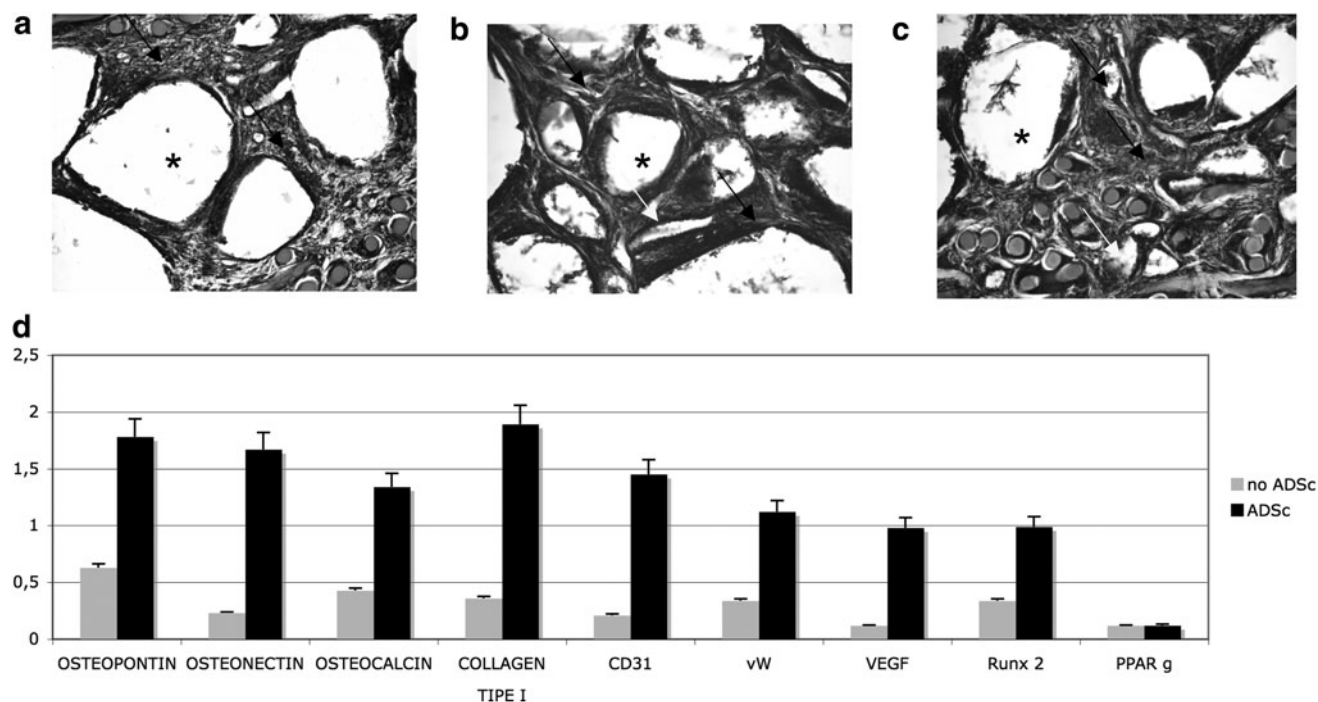 a
b
c
*
*
*
d
2,5
2
1,5
1
0,5
0
OSTEOPONTIN OSTEONECTIN OSTEOCALCIN COLLAGEN CD31 vW VEGF Runx 2 PPAR g
TIPE I
no ADSc
ADSc